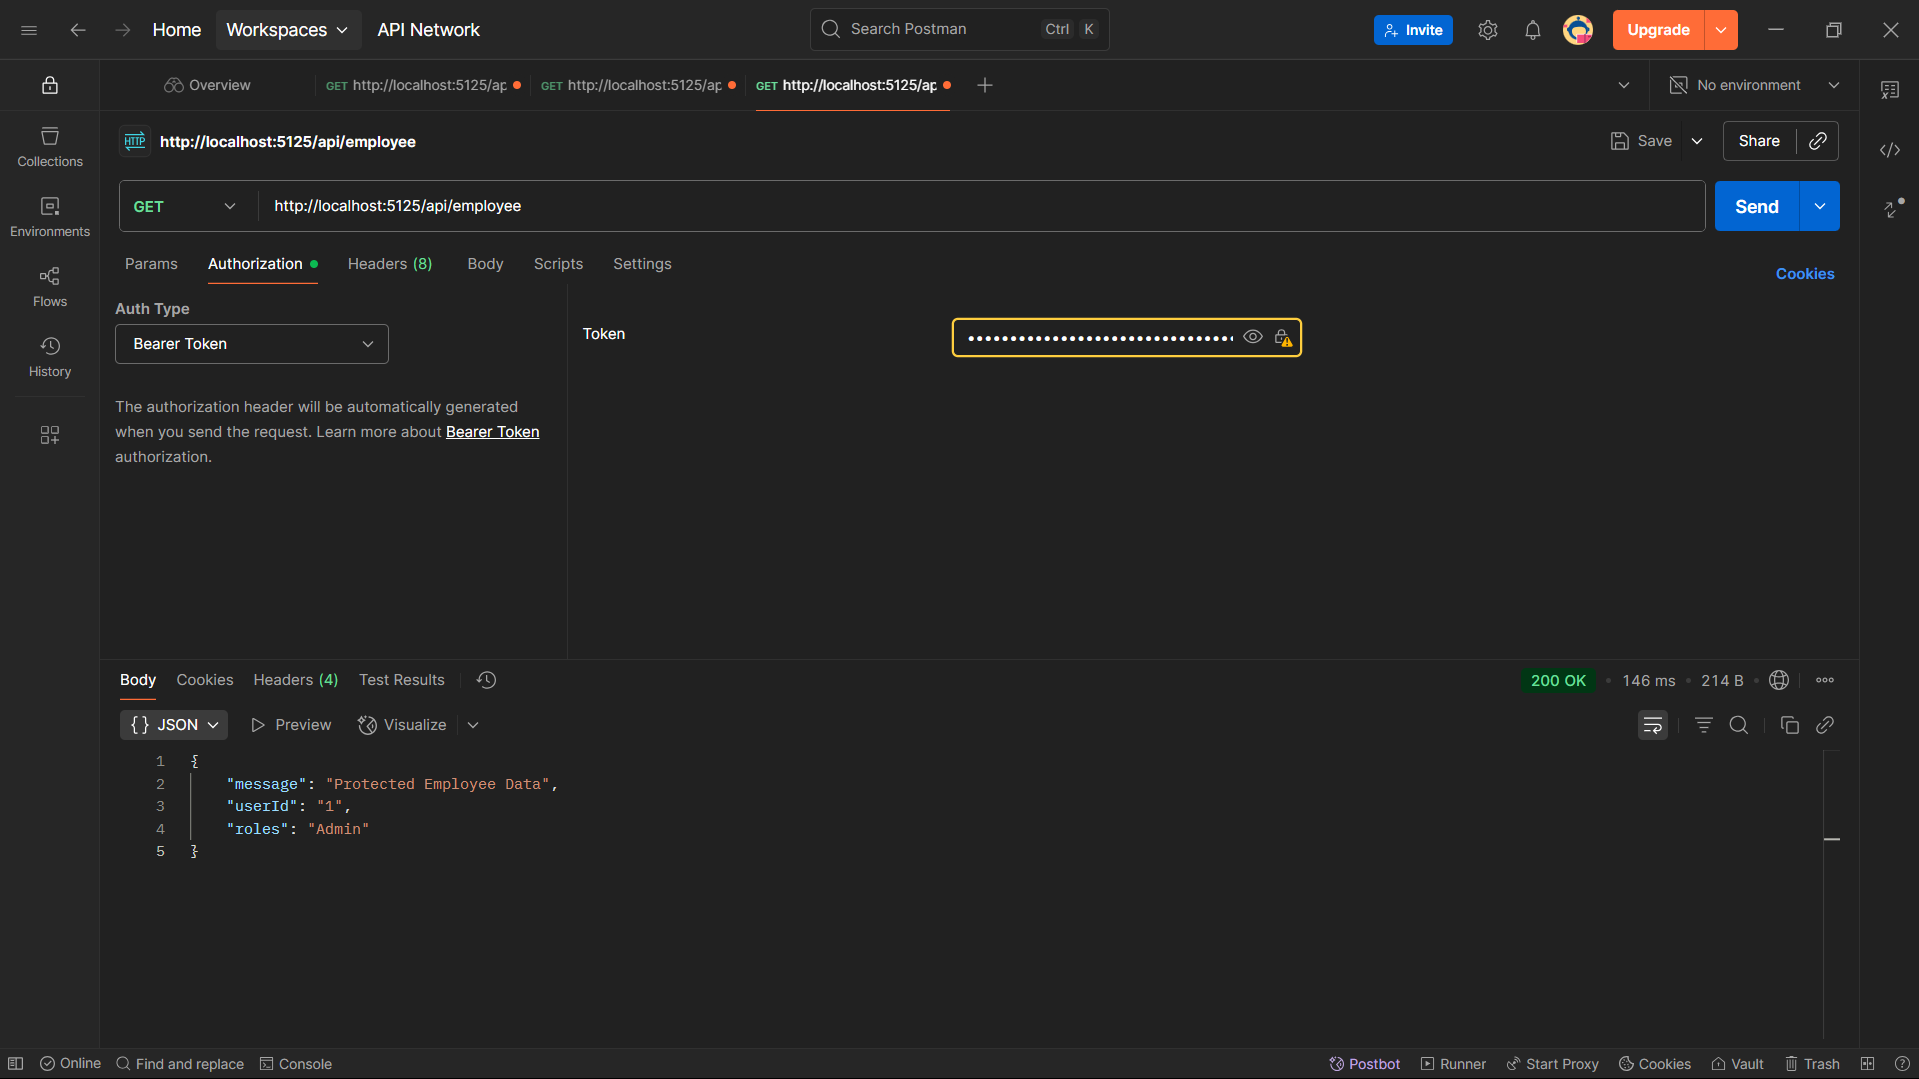 Home
Workspaces
API Network
Search Postman
Ctrl
K
Invite
Upgrade
Overview
GET http://localhost:5125/ap
GET http://localhost:5125/ap
GET http://localhost:5125/ap
No environment
HTTP
http://localhost:5125/api/employee
Save
Share
Collections
Environments
Flows
History
GET
http://localhost:5125/api/employee
Send
Params
Authorization
Headers (8)
Body
Scripts
Settings
Cookies
Auth Type
Bearer Token
The authorization header will be automatically generated
when you send the request. Learn more about Bearer Token
authorization.
Token
Body
Cookies
Headers (4)
Test Results
200 OK
146 ms
214 B
{} JSON
Preview
Visualize
1 {
2 "message": "Protected Employee Data",
3 "userId": "1",
4 "roles": "Admin"
5 }
Online
Find and replace
Console
Postbot
Runner
Start Proxy
Cookies
Vault
Trash